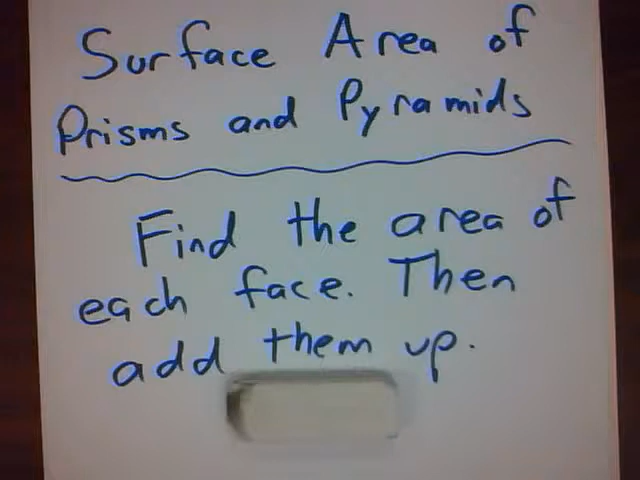 Surface Area of
Prisms and Pyramids
Find the area of
each face. Then
add them up.